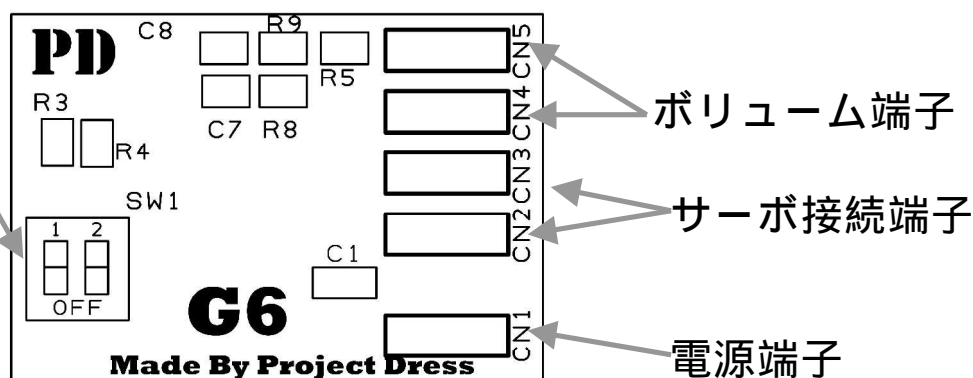 PD
C8
R9
R5
CN5
C7
R8
CN4
ボリューム端子
R3
R4
CN3
SW1
CN2
サーボ接続端子
1 2
OFF
C1
G6
CN1
電源端子
Made By Project Dress